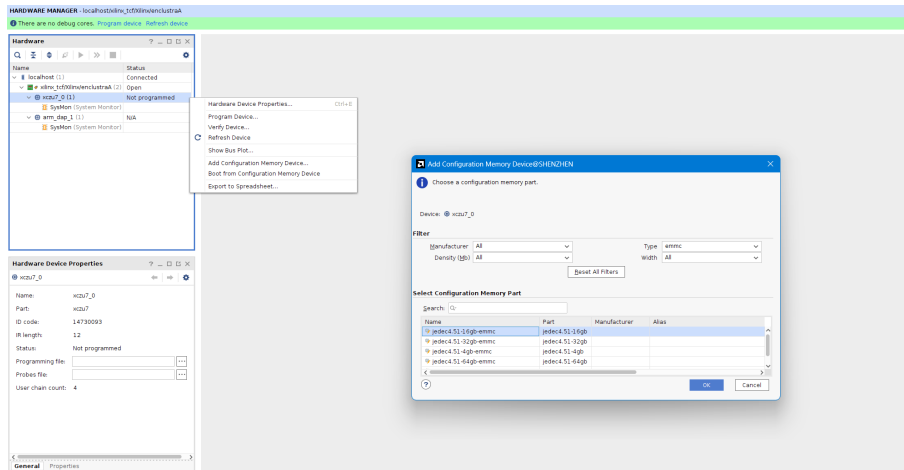 HARDWARE MANAGER - localhost/xilinx_tcf/Xilinx/enclustraA
There are no debug cores. Program device Refresh device
Hardware
Name Status
localhost (1) Connected
xilinx_tcf/Xilinx/enclustraA (2) Open
xczu7_0 (1) Not programmed
SysMon (System Monitor)
arm_dap_1 (1) N/A
SysMon (System Monitor)
Hardware Device Properties... Ctrl+E
Program Device...
Verify Device...
Refresh Device
Show Bus Plot...
Add Configuration Memory Device...
Boot from Configuration Memory Device
Export to Spreadsheet...
Hardware Device Properties
xczu7_0
Name: xczu7_0
Part: xczu7
ID code: 14730093
IR length: 12
Status: Not programmed
Programming file:
Probes file:
User chain count: 4
General Properties
Add Configuration Memory Device@SHENZHEN
Choose a configuration memory part.
Device: xczu7_0
Filter
Manufacturer All Type emmc
Density (Mb) All Width All
Reset All Filters
Select Configuration Memory Part
Search:
Name Part Manufacturer Alias
jedec4.51-16gb-emmc jedec4.51-16gb
jedec4.51-32gb-emmc jedec4.51-32gb
jedec4.51-4gb-emmc jedec4.51-4gb
jedec4.51-64gb-emmc jedec4.51-64gb
OK Cancel